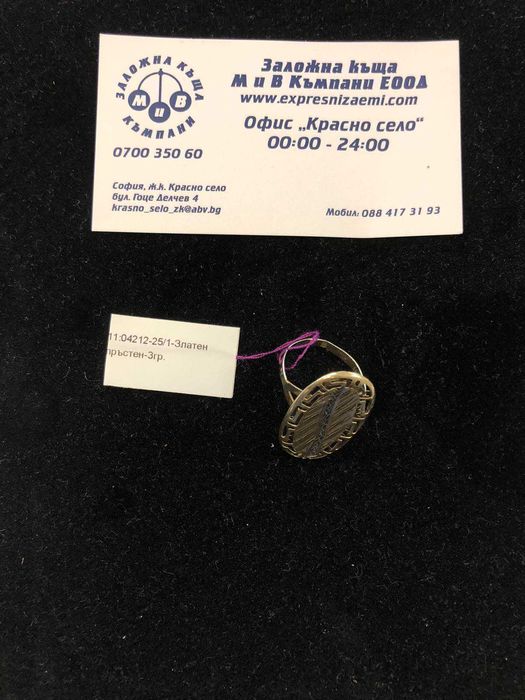 ЗАЛОЖНА КЪЩА
М и В
КЪМПАНИ
0700 350 60
Заложна къща
М и В Къмпани ЕООД
www.expresnizaemi.com
Офис „Красно село“
00:00 - 24:00
София, ж.к. Красно село
бул. Гоце Делчев 4
krasno_selo_zk@abv.bg
Мобил: 088 417 31 93
11:04212-25/1-Златен
пръстен-3гр.